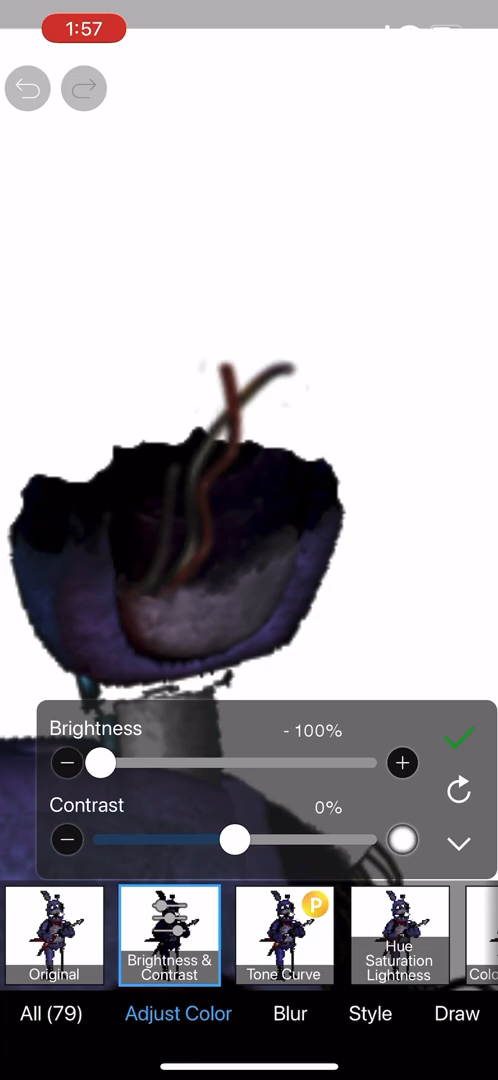 1:57
Brightness
- 100%
Contrast
0%
Original
Brightness &
Contrast
P
Tone Curve
Hue
Saturation
Lightness
Colo
All (79)
Adjust Color
Blur
Style
Draw